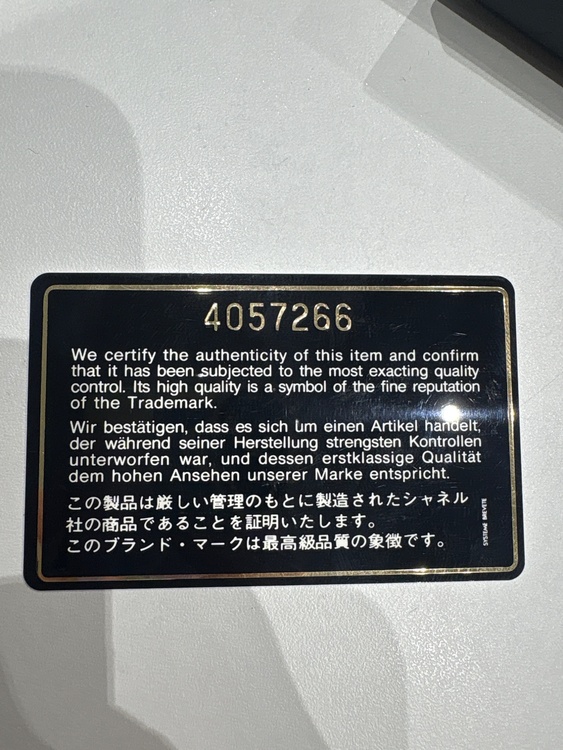 4057266
We certify the authenticity of this item and confirm
that it has been subjected to the most exacting quality
control. Its high quality is a symbol of the fine reputation
of the Trademark.
Wir bestätigen, dass es sich um einen Artikel handelt,
der während seiner Herstellung strengsten Kontrollen
unterworfen war, und dessen erstklassige Qualität
dem hohen Ansehen unserer Marke entspricht.
この製品は厳しい管理のもとに製造されたシャネル
社の商品であることを証明いたします。
このブランド・マークは最高級品質の象徴です。
SYSTEME BREVETE